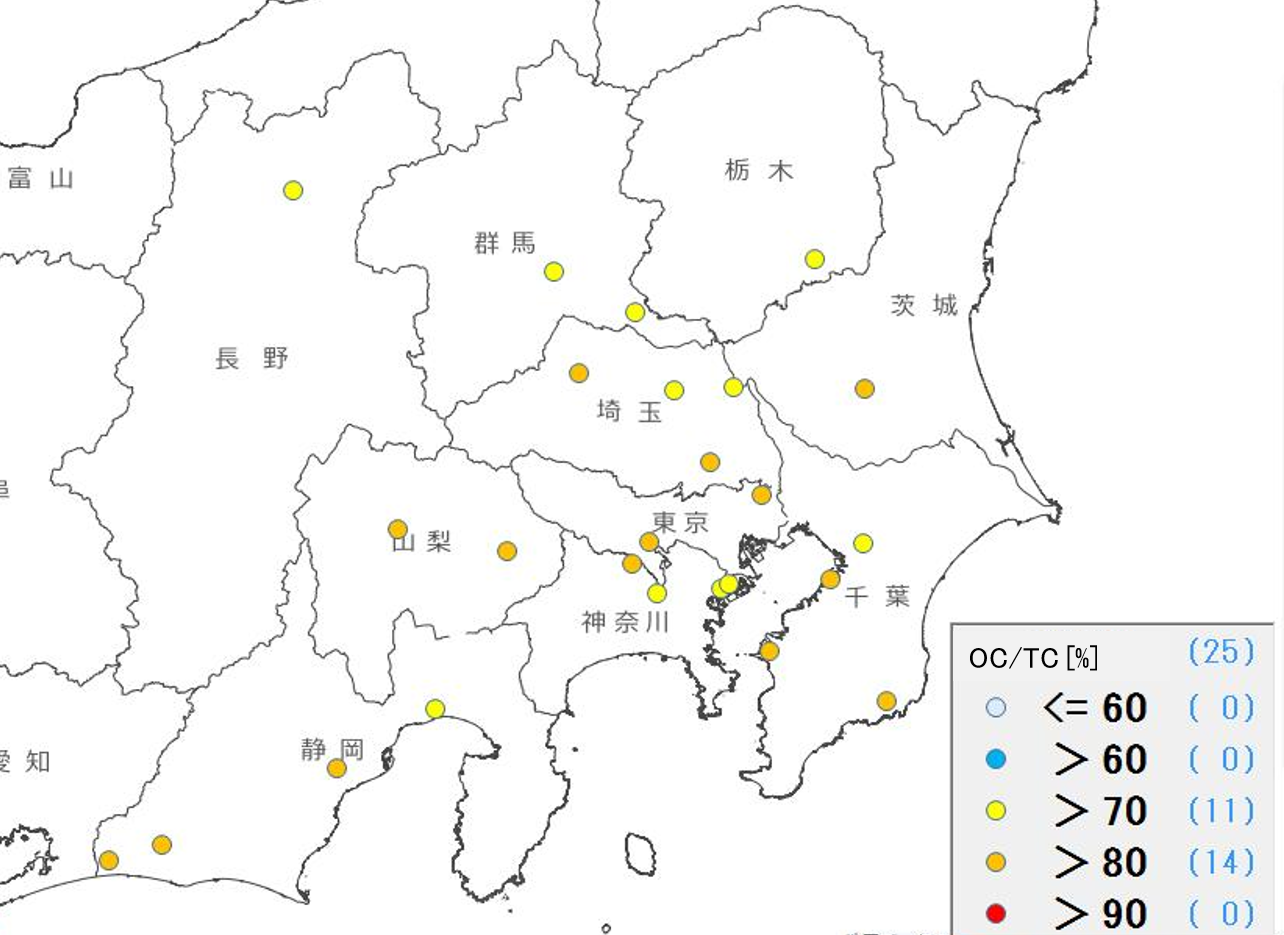 富山
栃木
群馬
茨城
長野
埼玉
東京
山梨
千葉
神奈川
静岡
愛知
OC/TC[%] (25)
<= 60 ( 0)
> 60 ( 0)
> 70 (11)
> 80 (14)
> 90 ( 0)